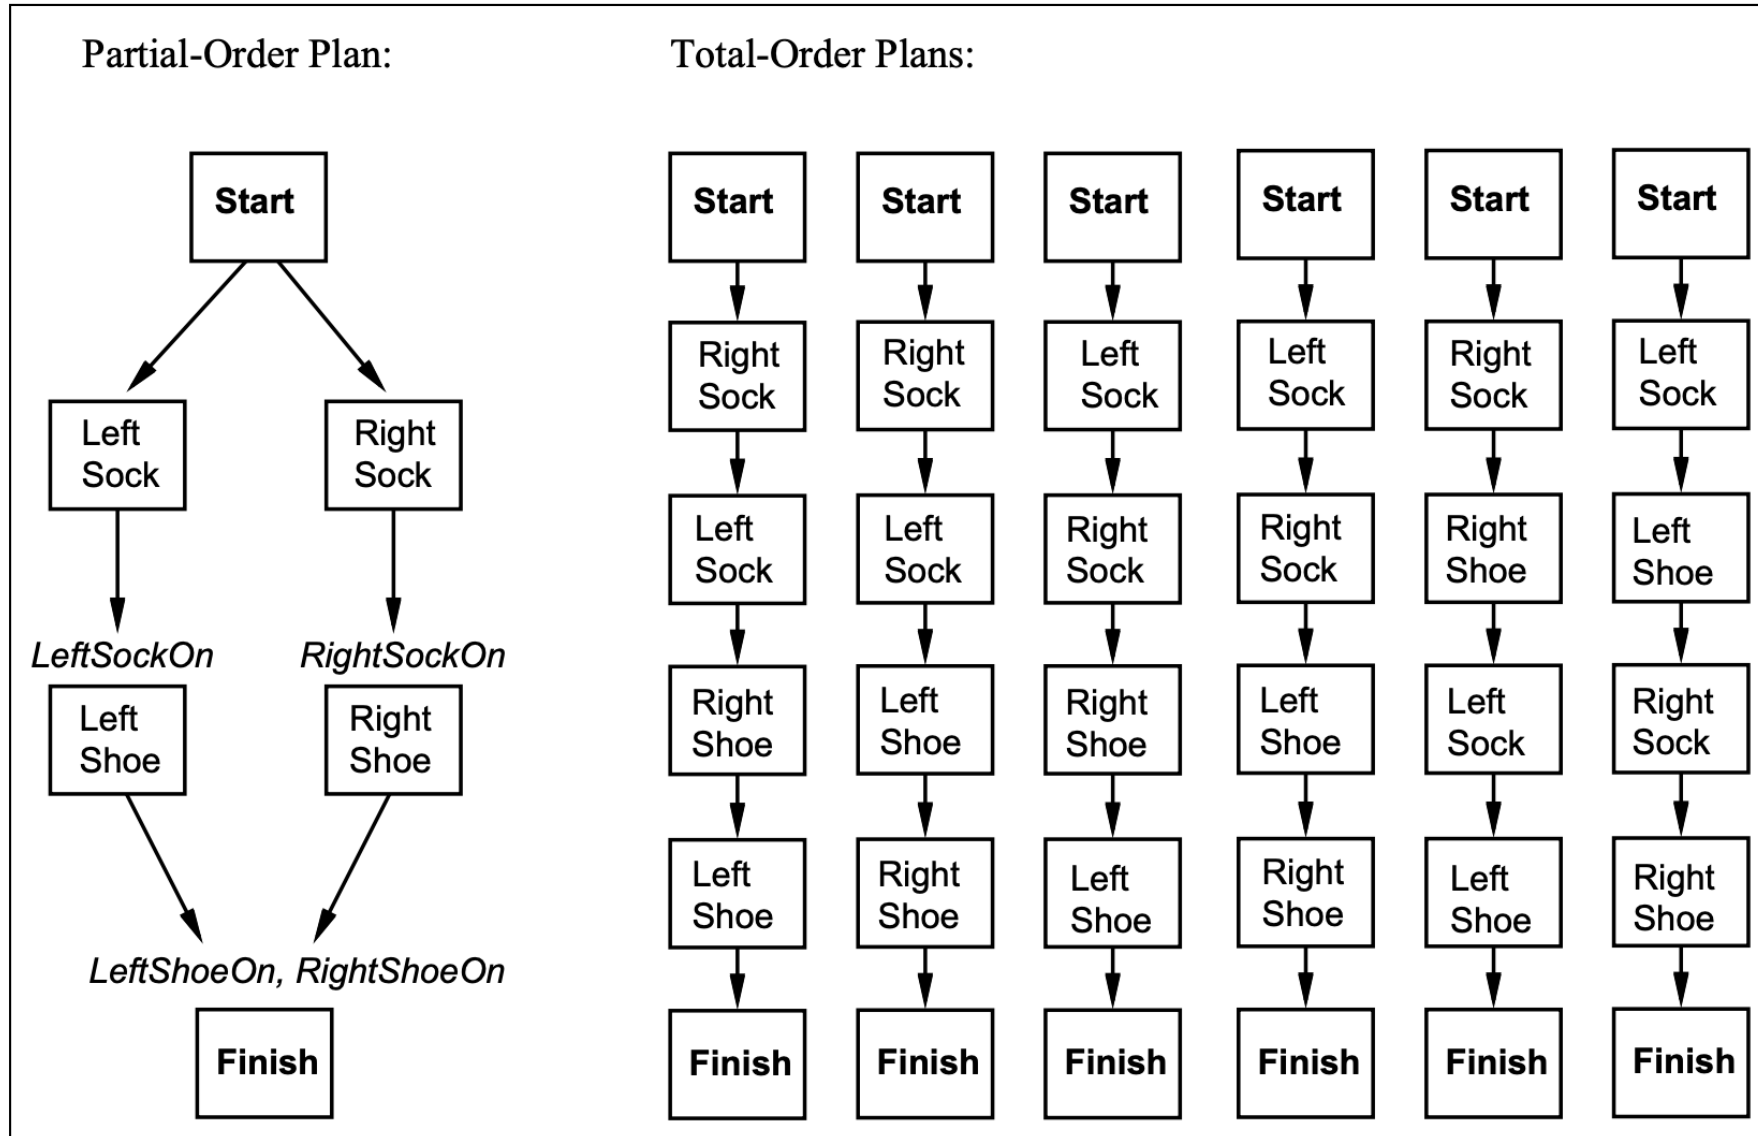 Partial-Order Plan:
Start
Left
Sock
Right
Sock
LeftSockOn
RightSockOn
Left
Shoe
Right
Shoe
LeftShoeOn, RightShoeOn
Finish
Total-Order Plans:
Start
Right
Sock
Left
Sock
Right
Shoe
Left
Shoe
Finish
Start
Right
Sock
Left
Sock
Left
Shoe
Right
Shoe
Finish
Start
Left
Sock
Right
Sock
Right
Shoe
Left
Shoe
Finish
Start
Left
Sock
Right
Sock
Left
Shoe
Right
Shoe
Finish
Start
Right
Sock
Right
Shoe
Left
Sock
Left
Shoe
Finish
Start
Left
Sock
Left
Shoe
Right
Sock
Right
Shoe
Finish